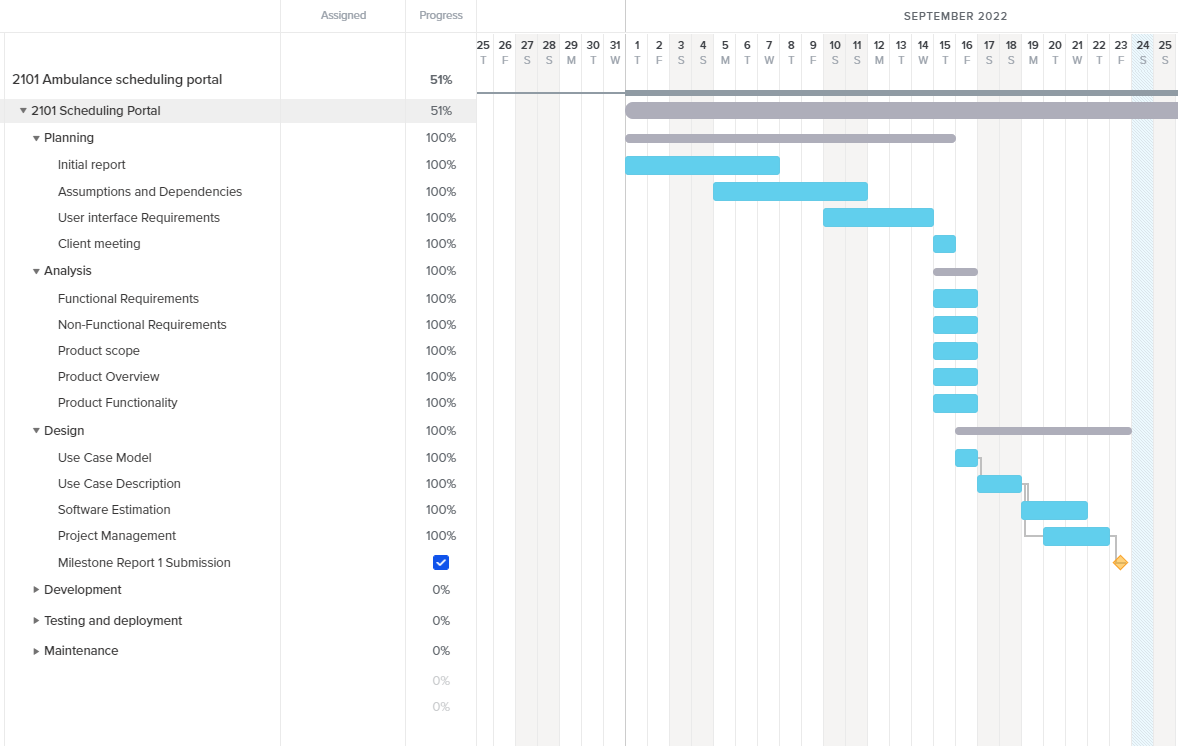 Assigned Progress SEPTEMBER 2022
25 26 27 28 29 30 31 1 2 3 4 5 6 7 8 9 10 11 12 13 14 15 16 17 18 19 20 21 22 23 24 25
T F S S M T W T F S S M T W T F S S M T W T F S S M T W T F S S
2101 Ambulance scheduling portal 51%
2101 Scheduling Portal 51%
Planning 100%
Initial report 100%
Assumptions and Dependencies 100%
User interface Requirements 100%
Client meeting 100%
Analysis 100%
Functional Requirements 100%
Non-Functional Requirements 100%
Product scope 100%
Product Overview 100%
Product Functionality 100%
Design 100%
Use Case Model 100%
Use Case Description 100%
Software Estimation 100%
Project Management 100%
Milestone Report 1 Submission
Development 0%
Testing and deployment 0%
Maintenance 0%
0%
0%